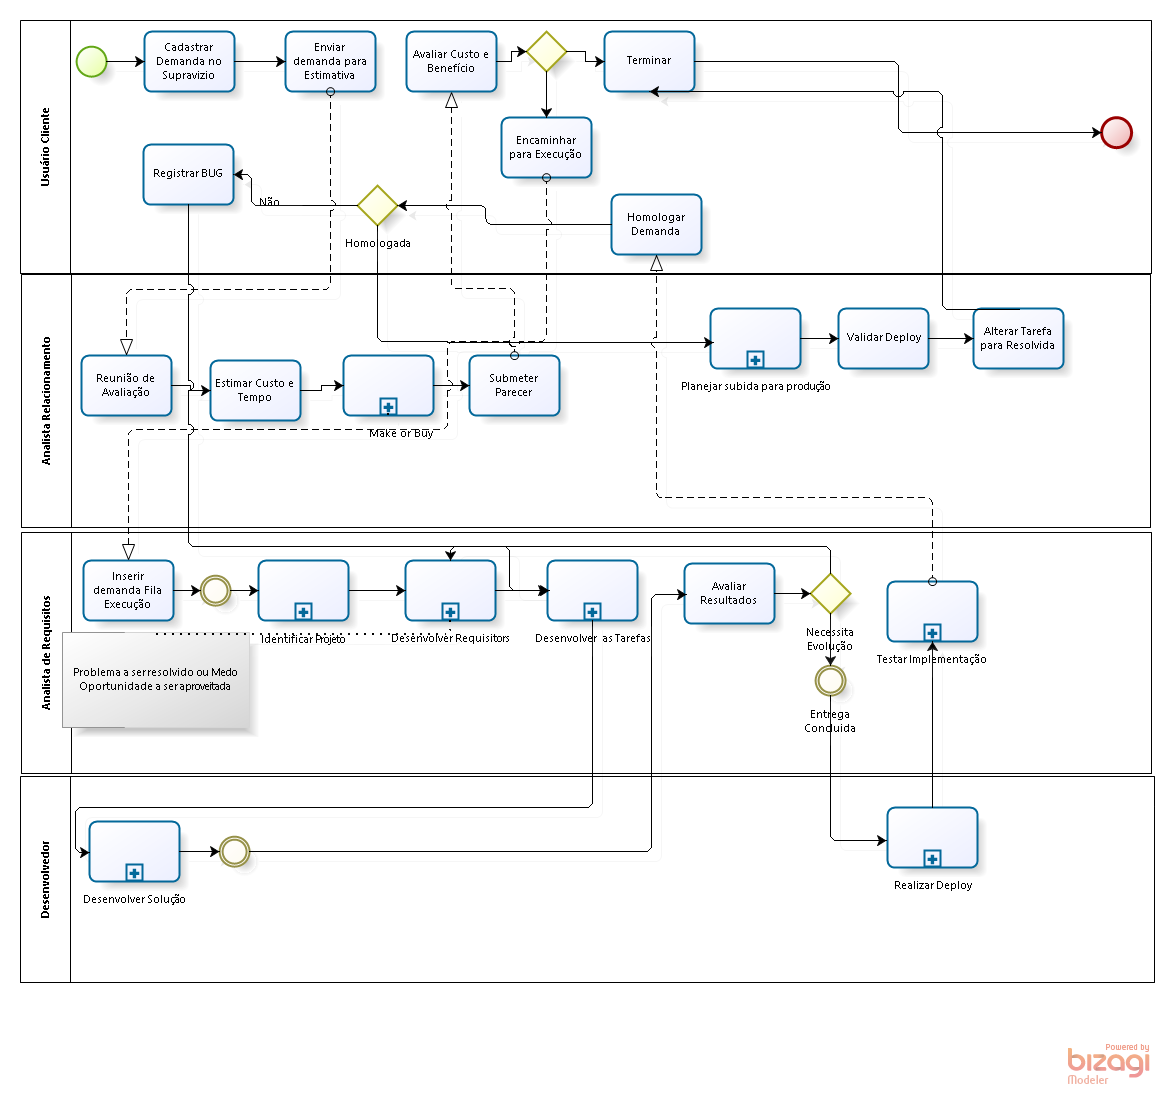 Usuário Cliente
Cadastrar
Demanda no
Supravizio
Enviar
demanda para
Estimativa
Avaliar Custo e
Benefício
Terminar
Encaminhar
para Execução
Registrar BUG
Não
Homologada
Homologar
Demanda
Analista Relacionamento
Reunião de
Avaliação
Estimar Custo e
Tempo
Make or Buy
Submeter
Parecer
Planejar subida para produção
Validar Deploy
Alterar Tarefa
para Resolvida
Analista de Requisitos
Inserir
demanda Fila
Execução
Identificar Projeto
Desenvolver Requisitors
Desenvolver as Tarefas
Avaliar
Resultados
Necessita
Evolução
Entrega
Concluida
Testar Implementação
Problema a ser resolvido ou Medo
Oportunidade a ser aproveitada
Desenvolvedor
Desenvolver Solução
Realizar Deploy
Powered by
bizagi
Modeler